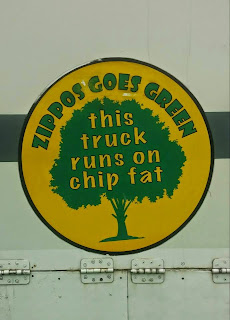 ZIPPOS GOES GREEN
this
truck
runs on
chip fat